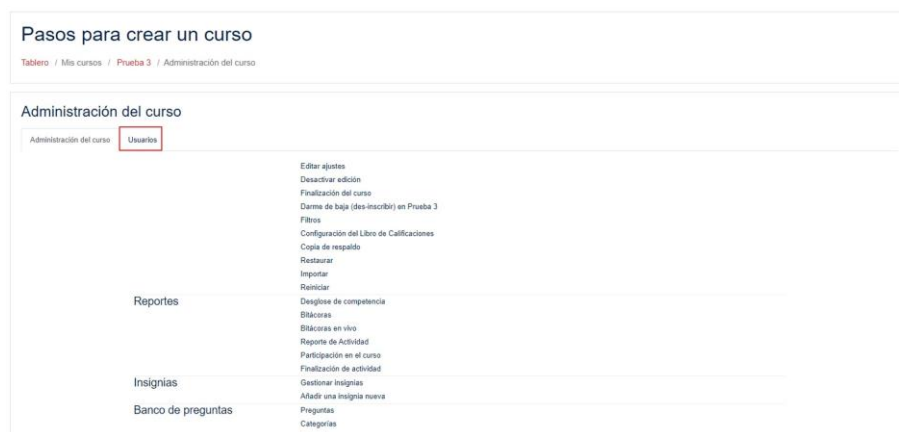 Pasos para crear un curso
Tablero / Mis cursos / Prueba 3 / Administración del curso
Administración del curso
Administración del curso Usuarios
Editar ajustes
Desactivar edición
Finalización del curso
Darme de baja (des-inscribir) en Prueba 3
Filtros
Configuración del Libro de Calificaciones
Copia de respaldo
Restaurar
Importar
Reiniciar
Reportes Desglose de competencia
Bitácoras
Bitácoras en vivo
Reporte de Actividad
Participación en el curso
Finalización de actividad
Insignias Gestionar insignias
Añadir una insignia nueva
Banco de preguntas Preguntas
Categorías